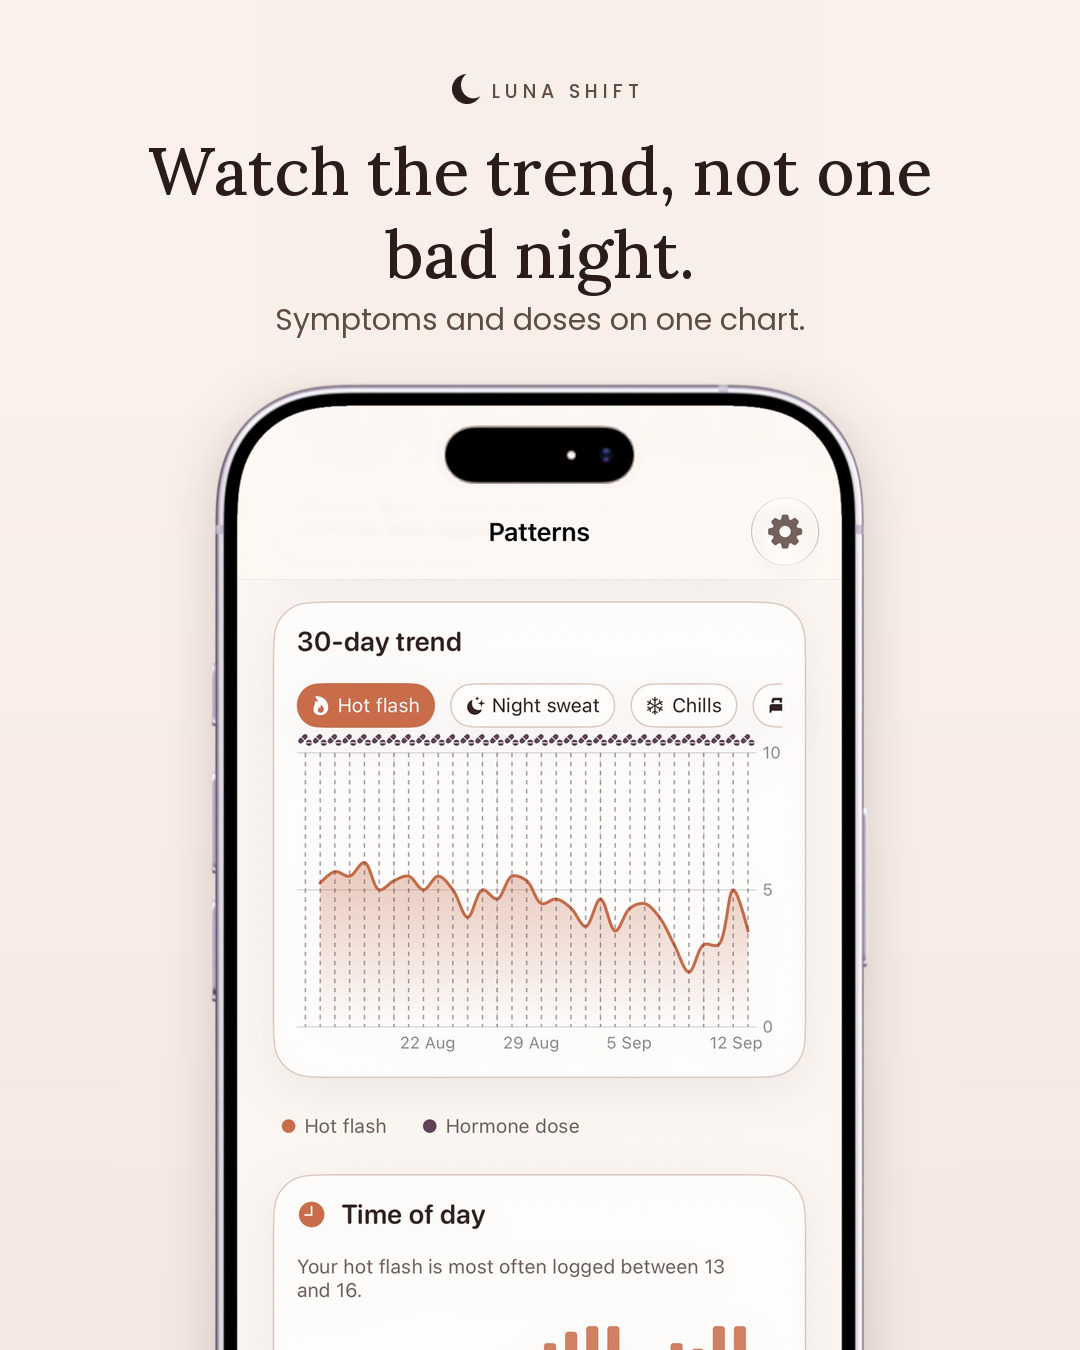 LUNA SHIFT
Watch the trend, not one
bad night.
Symptoms and doses on one chart.
Patterns
30-day trend
Hot flash
Night sweat
Chills
10
5
0
22 Aug
29 Aug
5 Sep
12 Sep
Hot flash
Hormone dose
Time of day
Your hot flash is most often logged between 13
and 16.